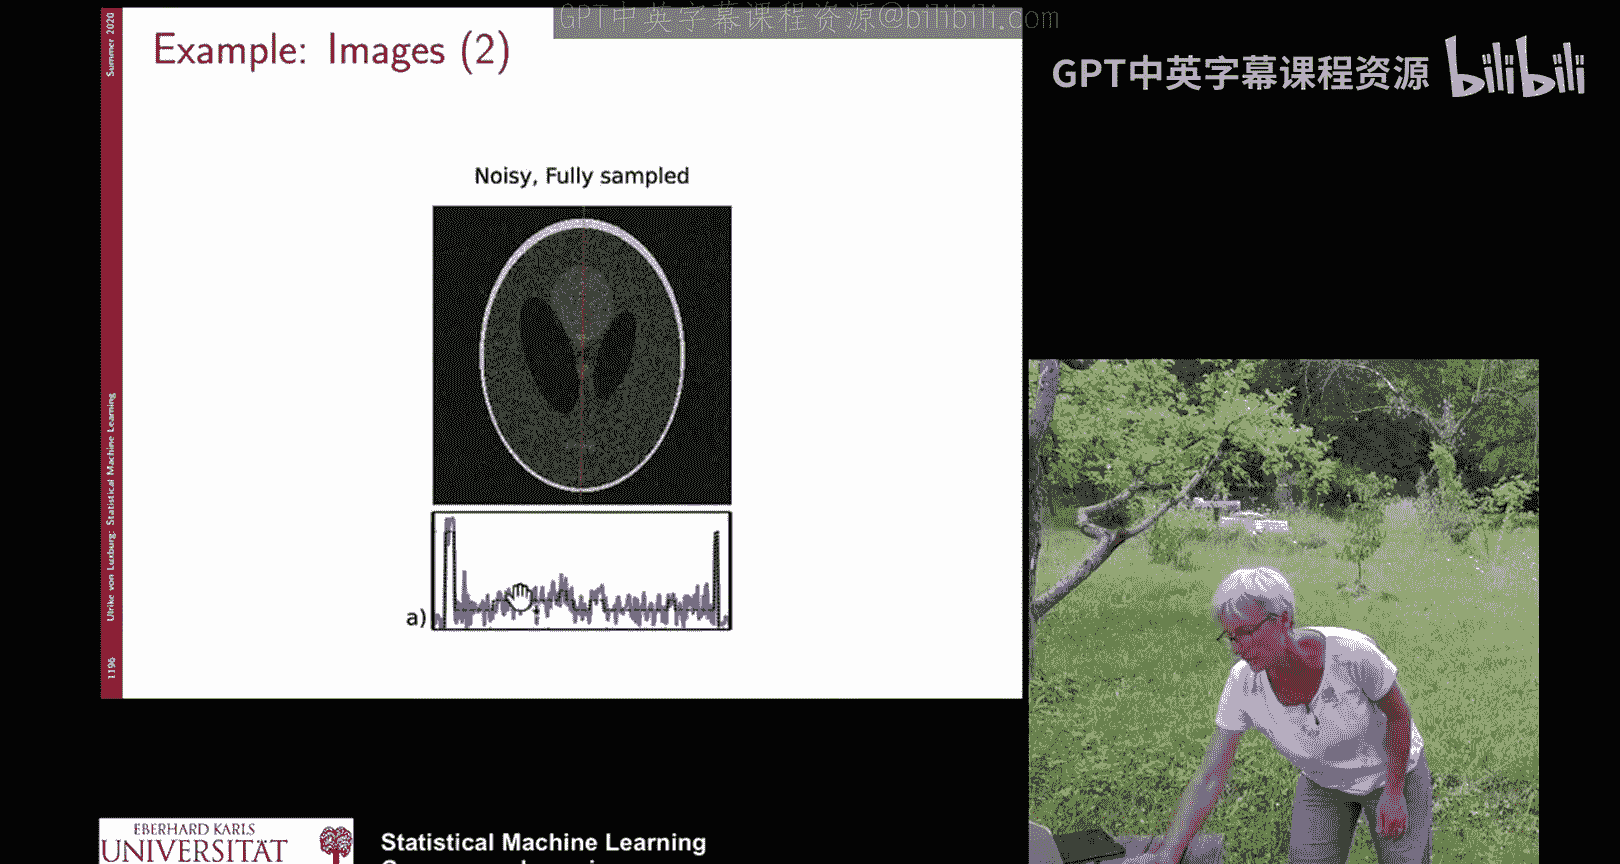 GPT中英字幕课程资源@bilibili.com
Example: Images (2)
GPT中英字幕课程资源 bilibili
Summer 2020
Noisy, Fully sampled
Ulrike von Luxburg: Statistical Machine Learning
a)
1196
EBERHARD KARLS
UNIVERSITÄT
Statistical Machine Learning